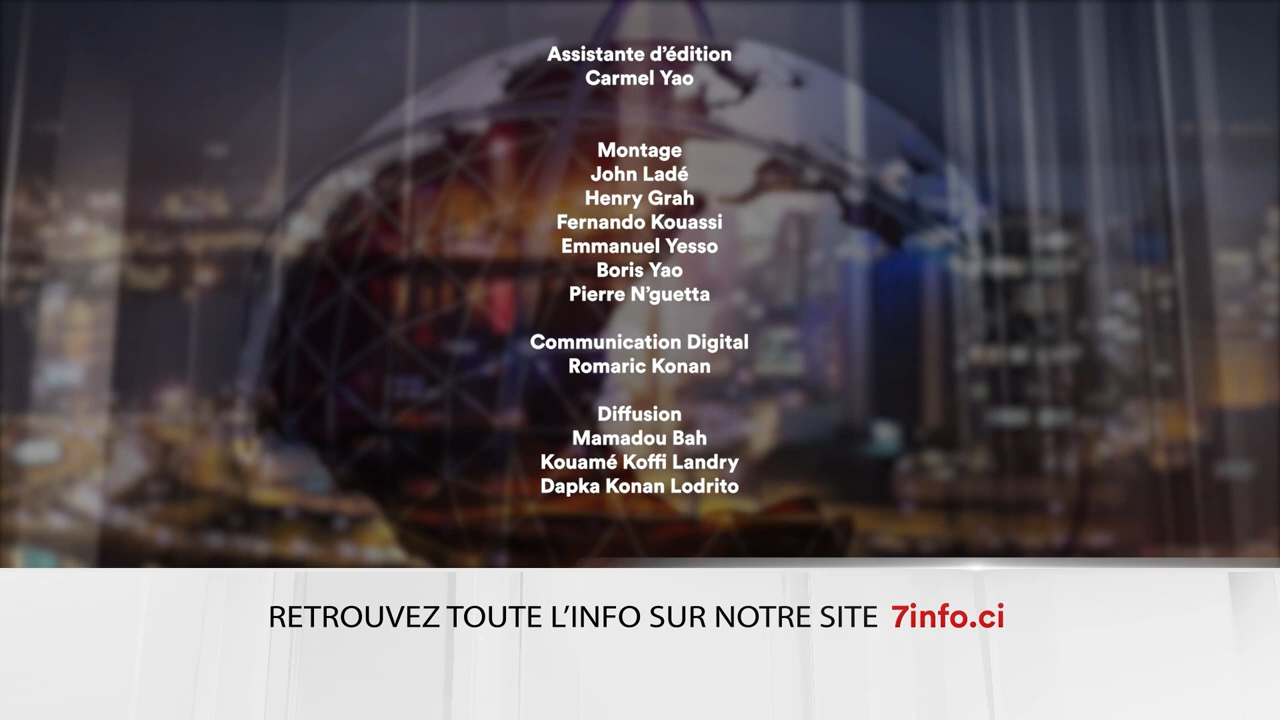 Assistante d’édition
Carmel Yao
Montage
John Ladé
Henry Grah
Fernando Kouassi
Emmanuel Yesso
Boris Yao
Pierre N’guetta
Communication Digital
Romaric Konan
Diffusion
Mamadou Bah
Kouamé Koffi Landry
Dapka Konan Lodrito
RETROUVEZ TOUTE L’INFO SUR NOTRE SITE 7info.ci